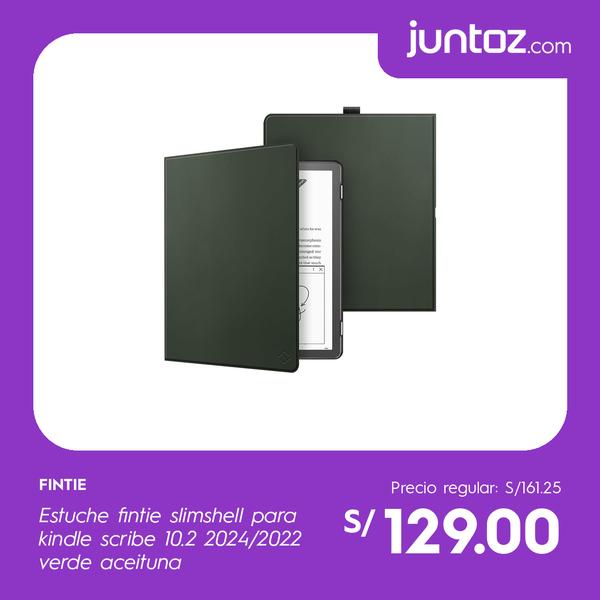 juntoz.com
FINTIE
Estuche fintie slimshell para
kindle scribe 10.2 2024/2022
verde aceituna
Precio regular: S/161.25
S/129.00